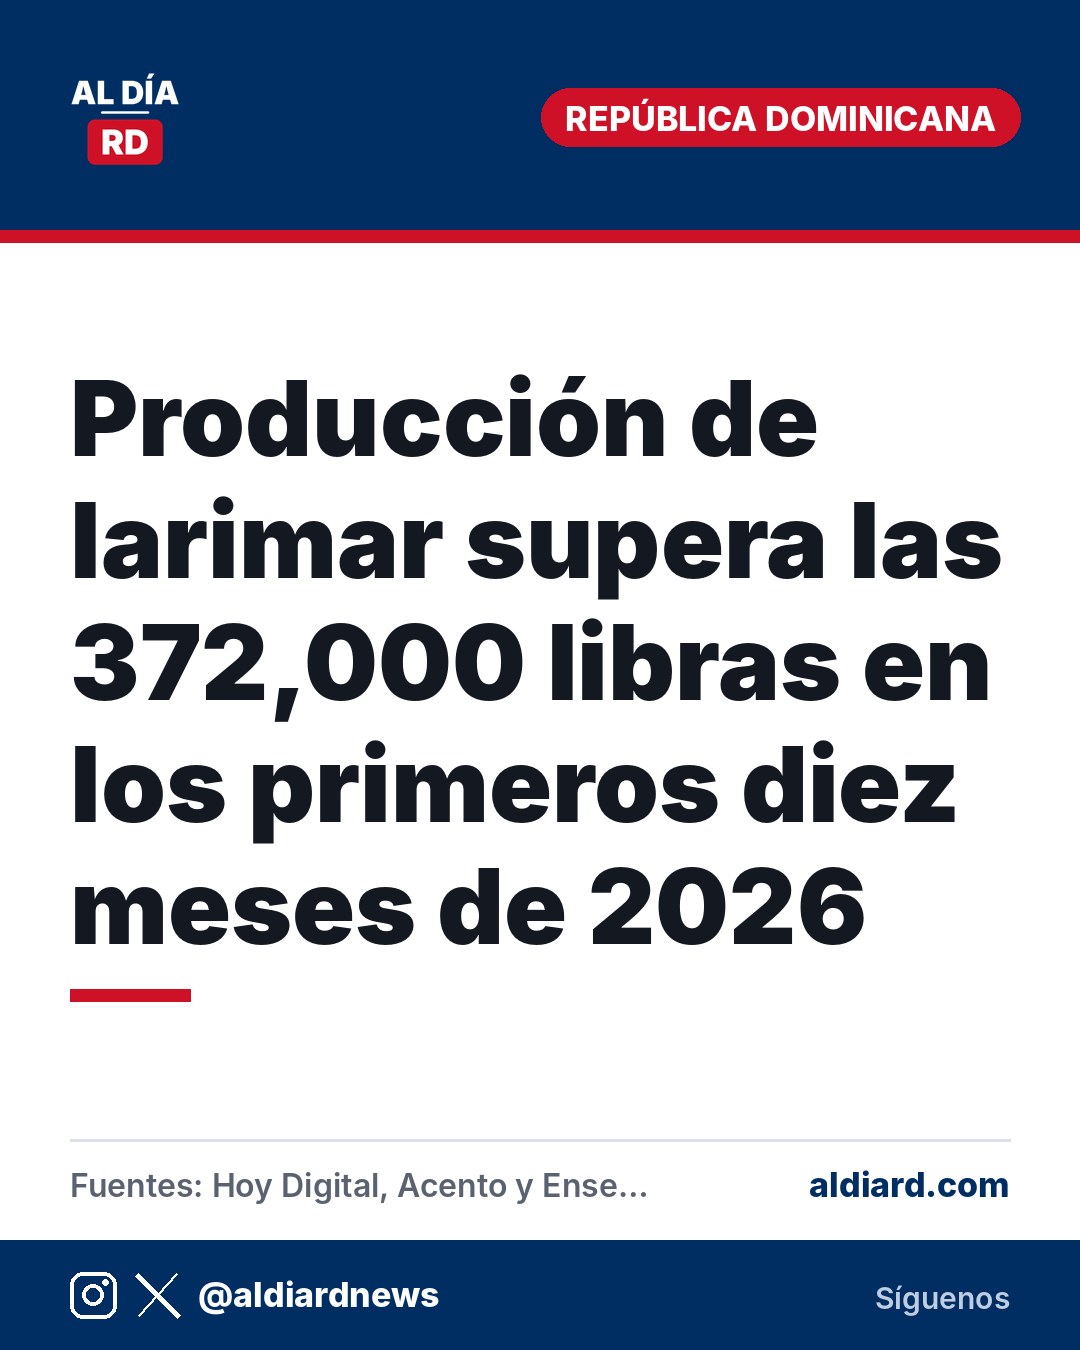 AL DÍA
RD
REPÚBLICA DOMINICANA
Producción de
larimar supera las
372,000 libras en
los primeros diez
meses de 2026
Fuentes: Hoy Digital, Acento y Ense...
aldiard.com
@aldiardnews
Síguenos